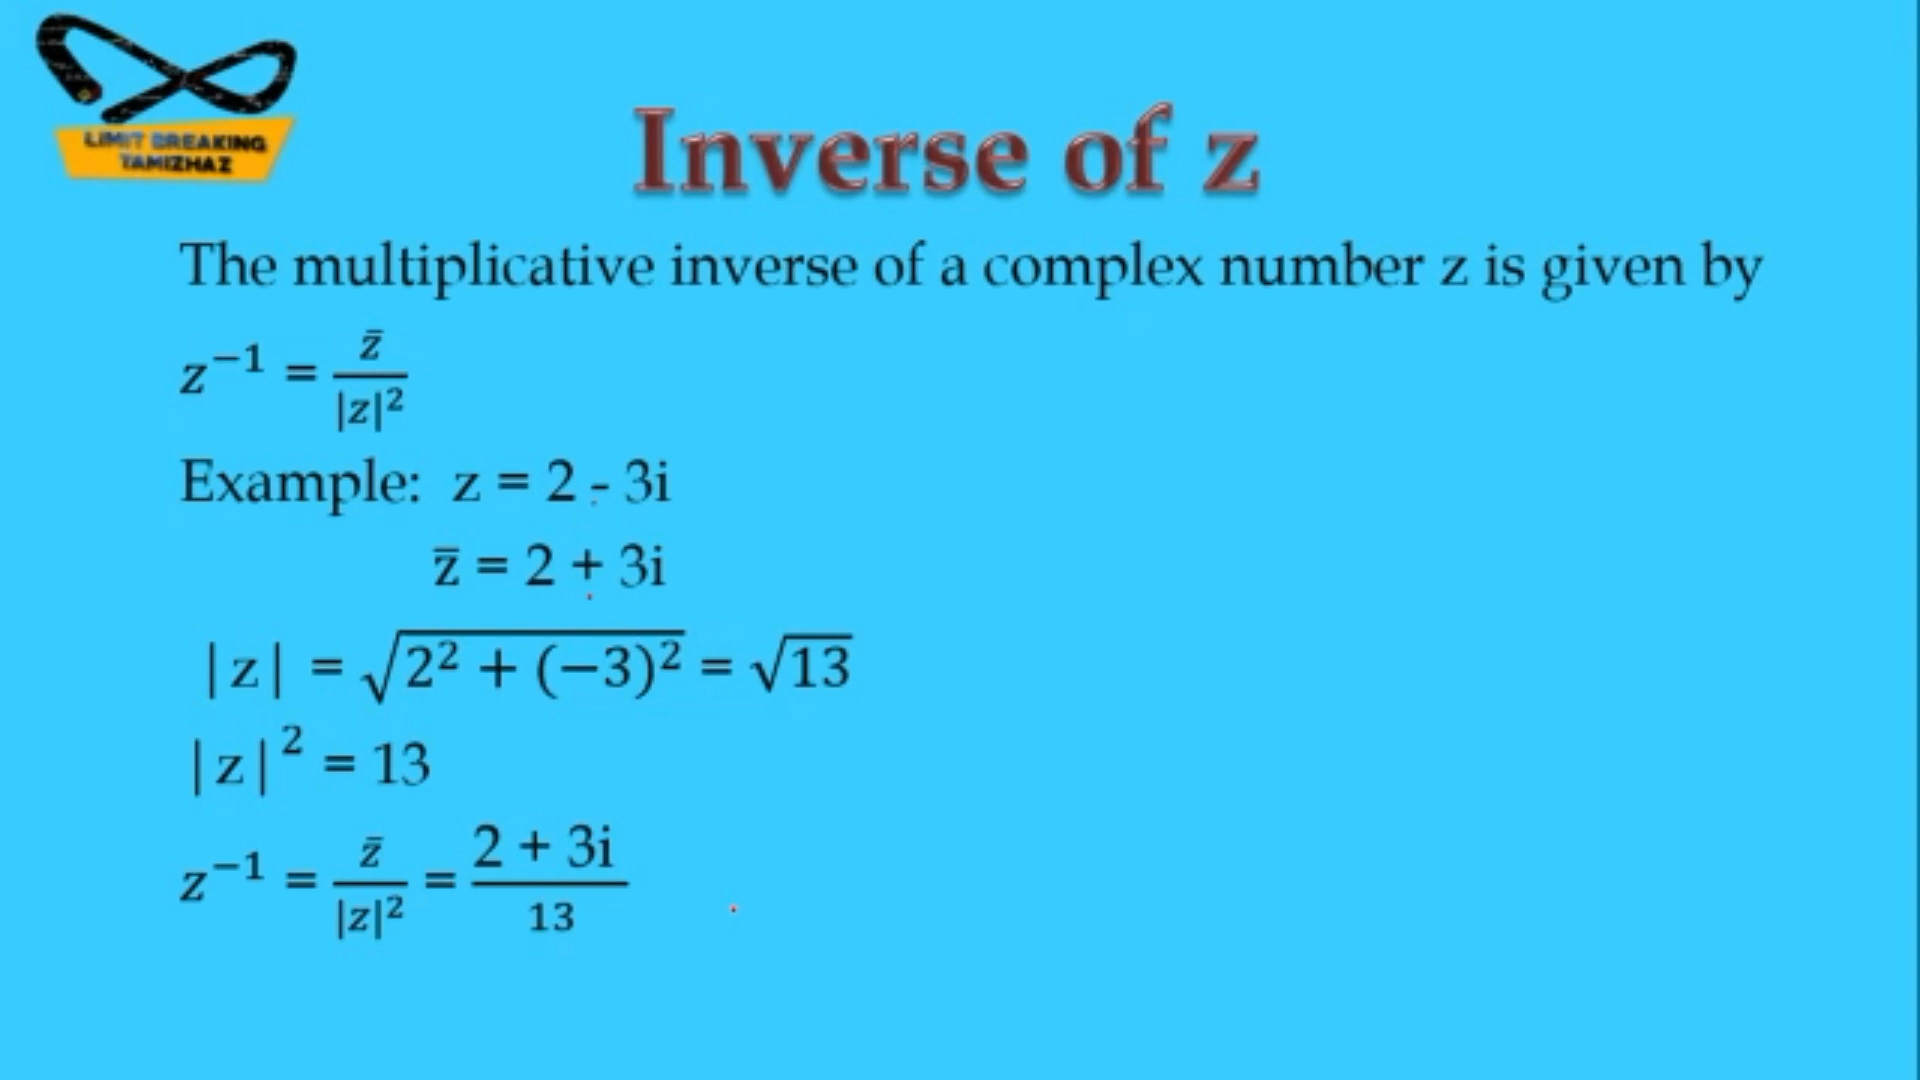 LIMIT BREAKING
TAMIZHAZ
Inverse of z
The multiplicative inverse of a complex number z is given by
z⁻¹ = z̄ / |z|²
Example: z = 2 - 3i
z̄ = 2 + 3i
|z| = √(2² + (−3)²) = √13
|z|² = 13
z⁻¹ = z̄ / |z|² = 2 + 3i / 13